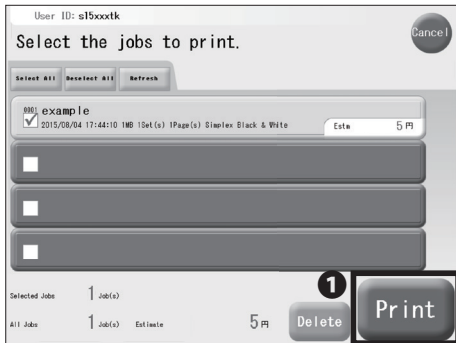 User ID: s15xxxtk
Select the jobs to print.
Cancel
Select All Deselect All Refresh
0001 example
2015/08/04 17:44:10 1MB 1Set(s) 1Page(s) Simplex Black & White Estm 5円
Selected Jobs 1 Job(s)
All Jobs 1 Job(s) Estimate 5円
Delete
1
Print